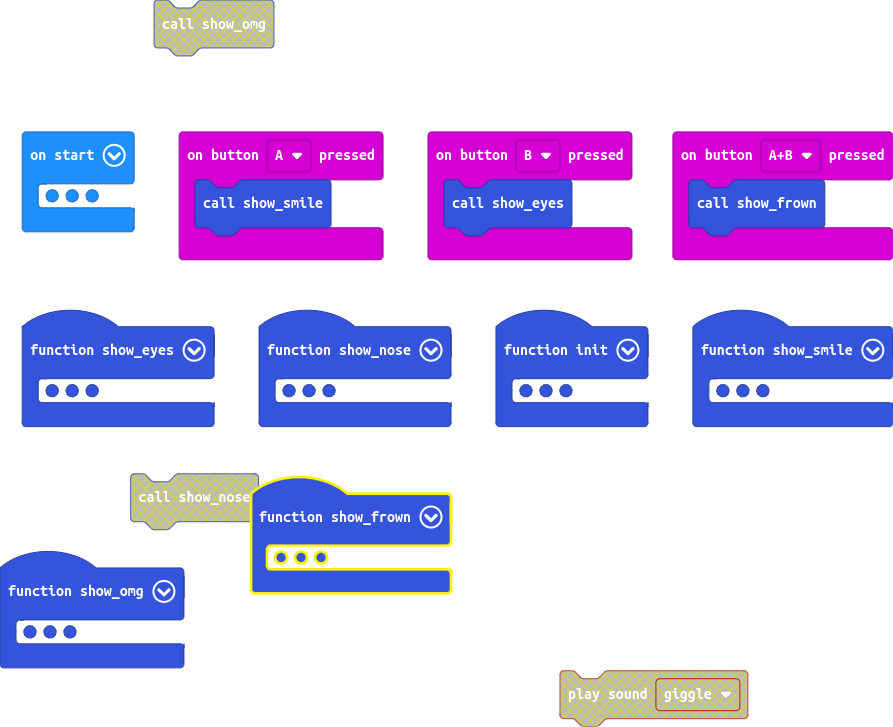 call show_omg
on start
on button A pressed
call show_smile
on button B pressed
call show_eyes
on button A+B pressed
call show_frown
function show_eyes
function show_nose
function init
function show_smile
call show_nose
function show_frown
function show_omg
play sound giggle